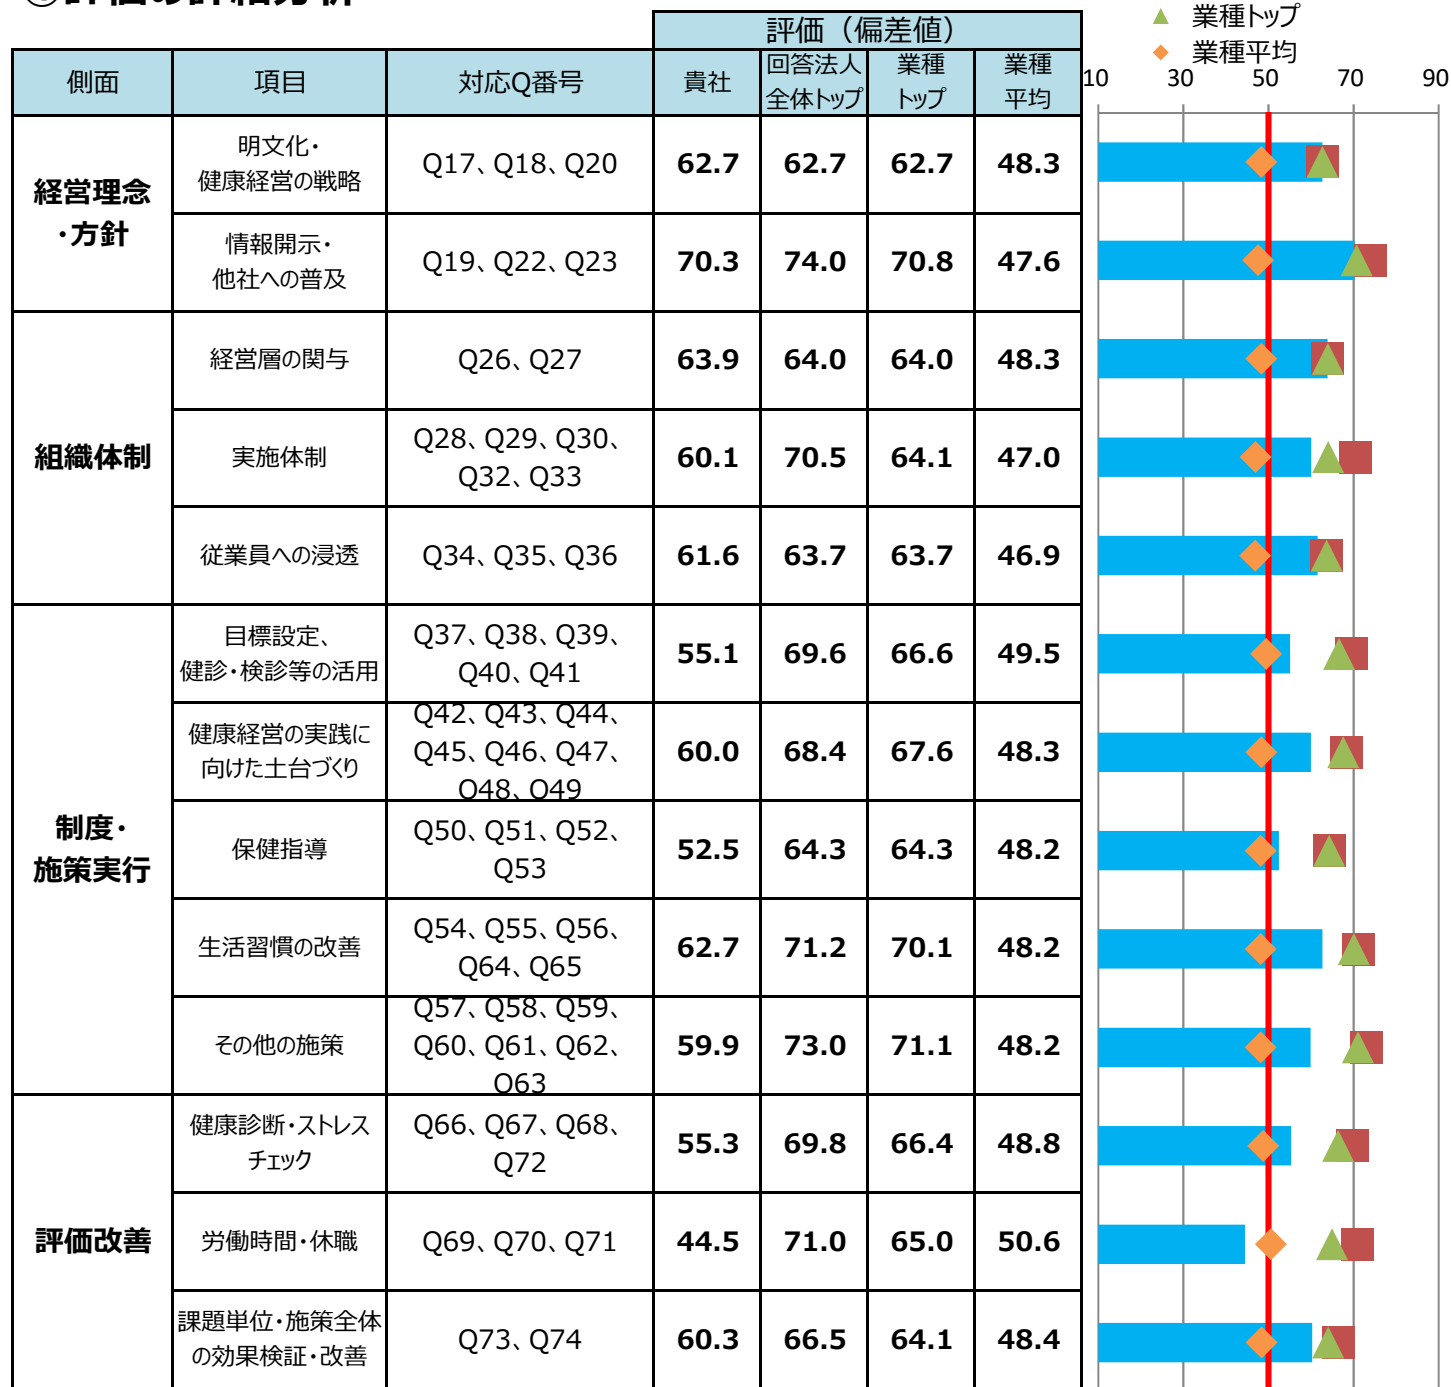 評価（偏差値）
▲ 業種トップ
◆ 業種平均
側面 項目 対応Q番号 貴社 回答法人 業種 業種
全体トップ トップ 平均
10 30 50 70 90
経営理念
・方針
明文化・
健康経営の戦略
Q17、Q18、Q20 62.7 62.7 62.7 48.3
情報開示・
他社への普及
Q19、Q22、Q23 70.3 74.0 70.8 47.6
組織体制
経営層の関与 Q26、Q27 63.9 64.0 64.0 48.3
実施体制
Q28、Q29、Q30、
Q32、Q33
60.1 70.5 64.1 47.0
従業員への浸透 Q34、Q35、Q36 61.6 63.7 63.7 46.9
制度・
施策実行
目標設定、
健診・検診等の活用
Q37、Q38、Q39、
Q40、Q41
55.1 69.6 66.6 49.5
健康経営の実践に
向けた土台づくり
Q42、Q43、Q44、
Q45、Q46、Q47、
Q48、Q49
60.0 68.4 67.6 48.3
保健指導
Q50、Q51、Q52、
Q53
52.5 64.3 64.3 48.2
生活習慣の改善
Q54、Q55、Q56、
Q64、Q65
62.7 71.2 70.1 48.2
その他の施策
Q57、Q58、Q59、
Q60、Q61、Q62、
Q63
59.9 73.0 71.1 48.2
評価改善
健康診断・ストレス
チェック
Q66、Q67、Q68、
Q72
55.3 69.8 66.4 48.8
労働時間・休職 Q69、Q70、Q71 44.5 71.0 65.0 50.6
課題単位・施策全体
の効果検証・改善
Q73、Q74 60.3 66.5 64.1 48.4